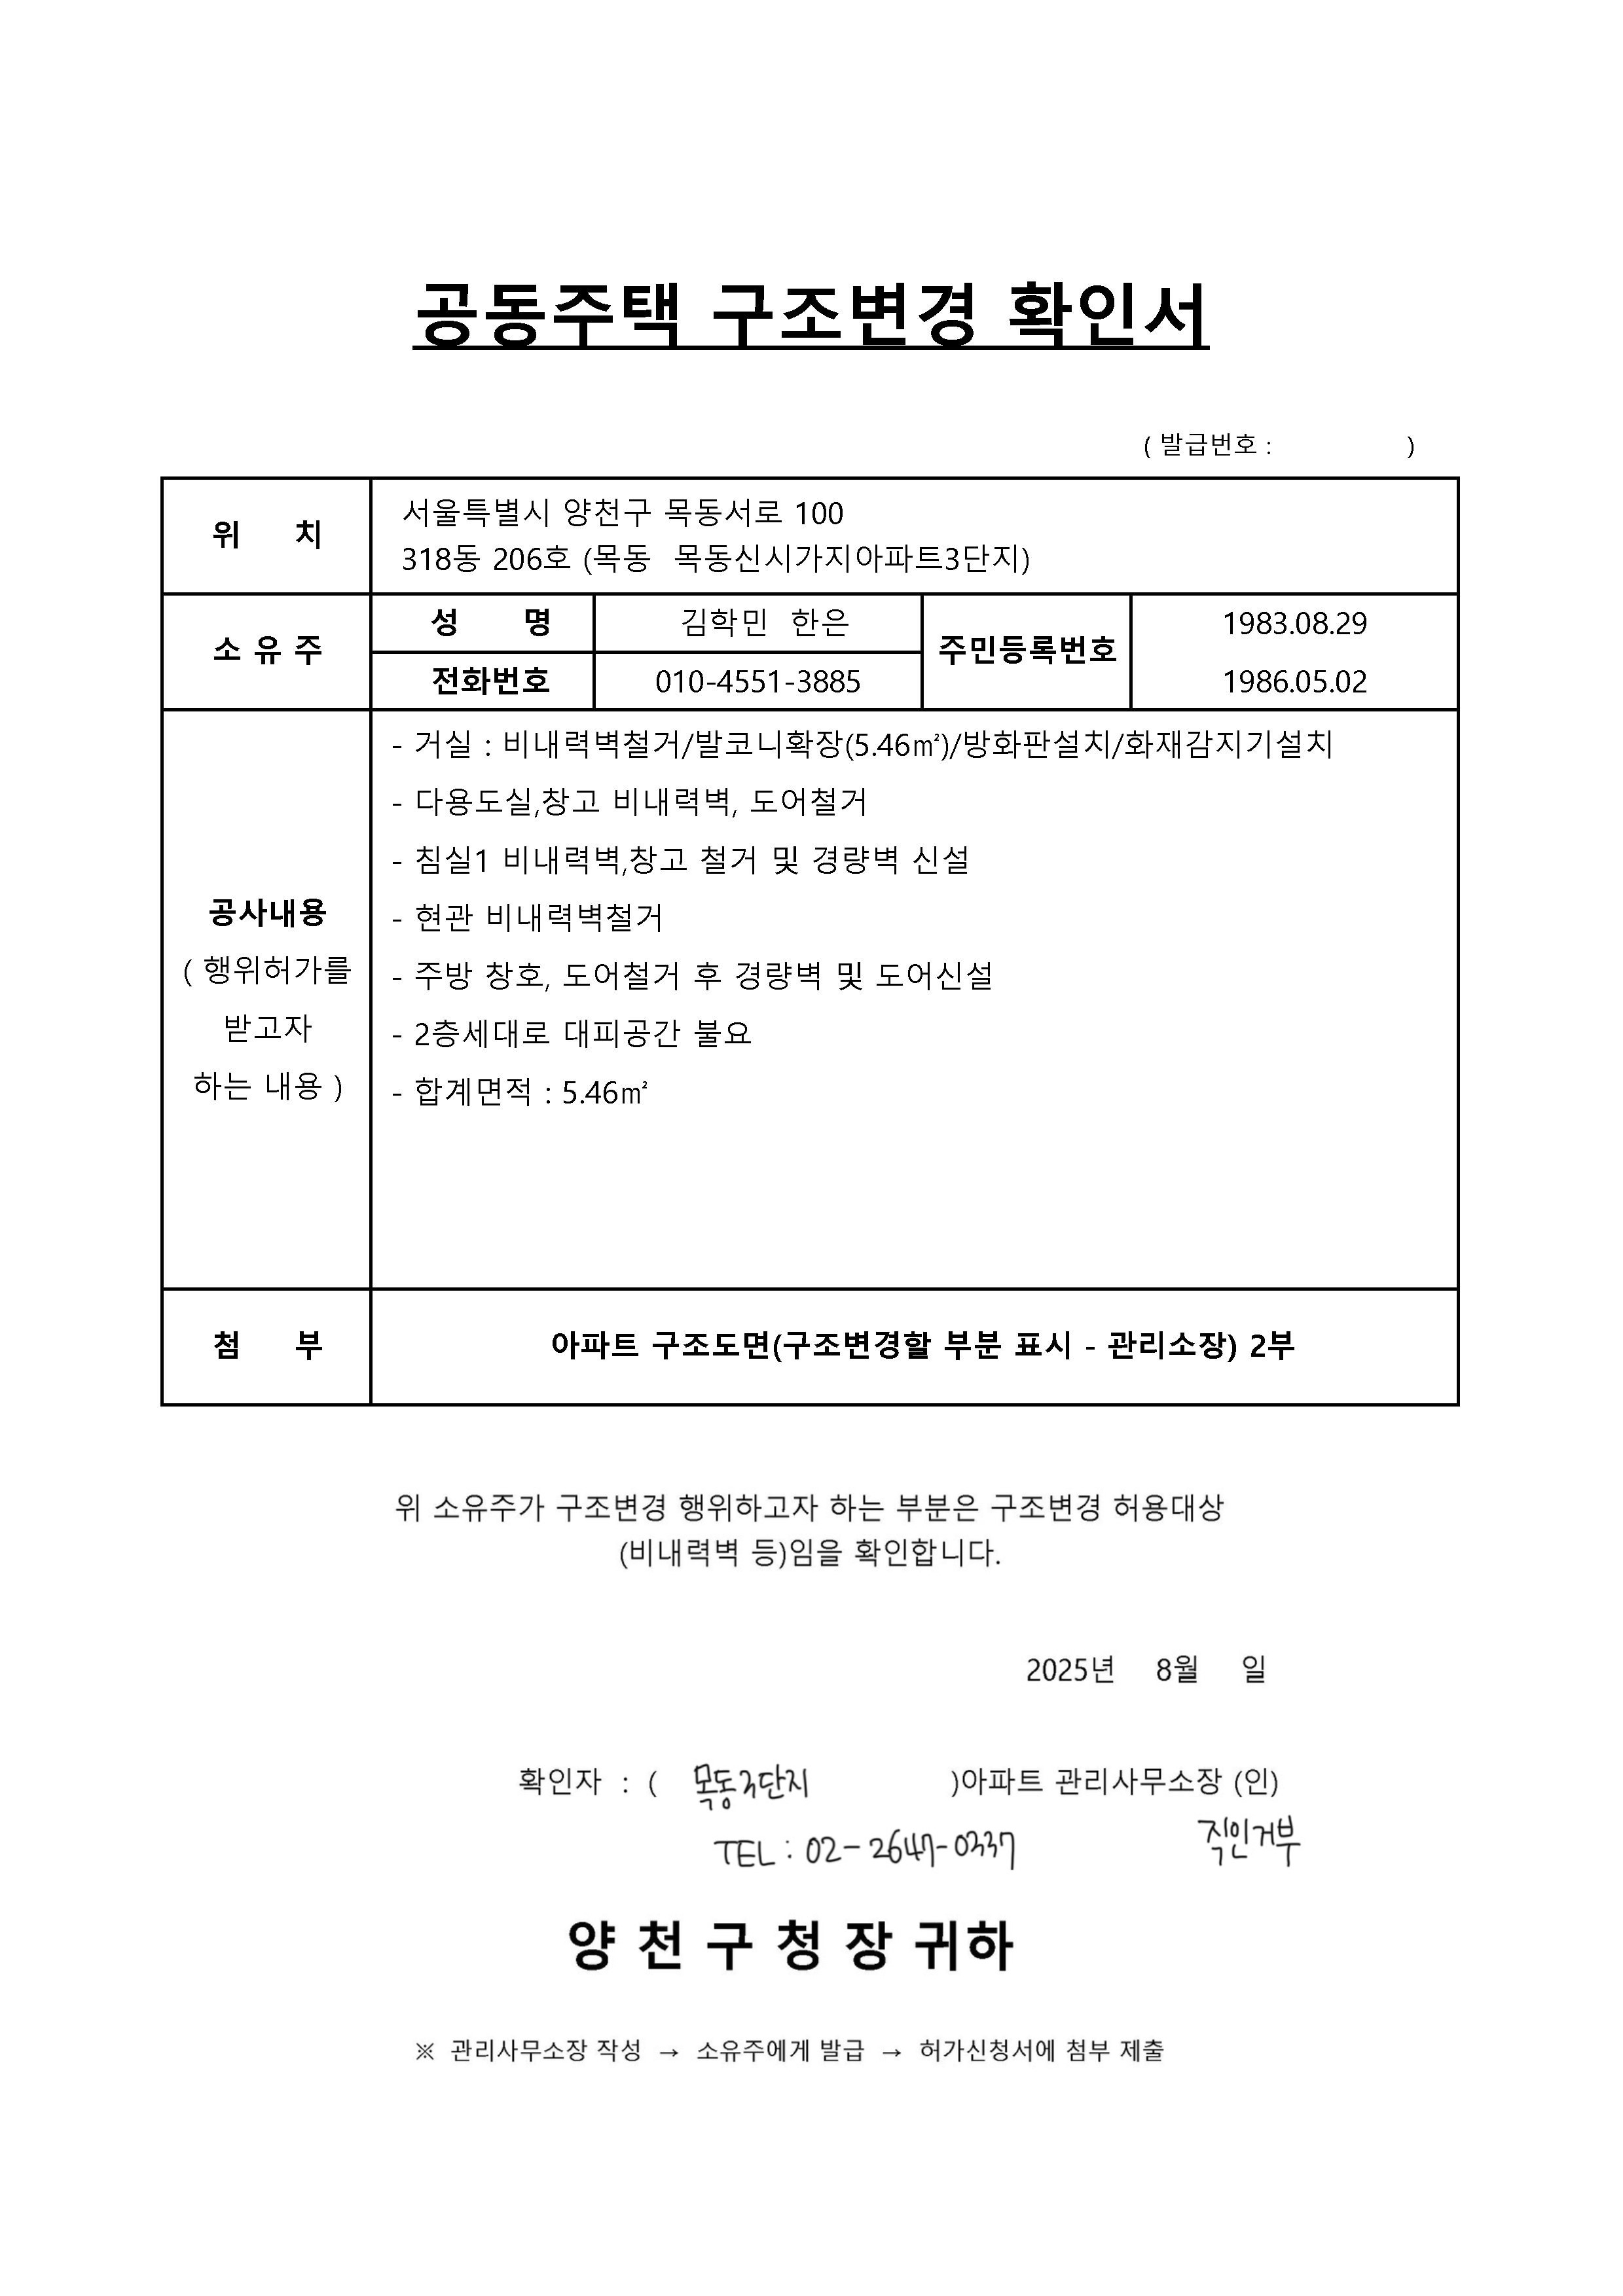 공동주택 구조변경 확인서
( 발급번호 : )
위 치
서울특별시 양천구 목동서로 100
318동 206호 (목동 목동신시가지아파트3단지)
소 유 주
성 명
김학민 한은
주민등록번호
1983.08.29
전화번호
010-4551-3885
1986.05.02
공사내용
( 행위허가를
받고자
하는 내용 )
- 거실 : 비내력벽철거/발코니확장(5.46㎡)/방화판설치/화재감지기설치
- 다용도실,창고 비내력벽, 도어철거
- 침실1 비내력벽,창고 철거 및 경량벽 신설
- 현관 비내력벽철거
- 주방 창호, 도어철거 후 경량벽 및 도어신설
- 2층세대로 대피공간 불요
- 합계면적 : 5.46㎡
첨 부
아파트 구조도면(구조변경할 부분 표시 - 관리소장) 2부
위 소유주가 구조변경 행위하고자 하는 부분은 구조변경 허용대상
(비내력벽 등)임을 확인합니다.
2025년 8월 일
확인자 : ( 목동3단지 )아파트 관리사무소장 (인)
TEL : 02-2647-0337 직인거부
양 천 구 청 장 귀하
※ 관리사무소장 작성 → 소유주에게 발급 → 허가신청서에 첨부 제출